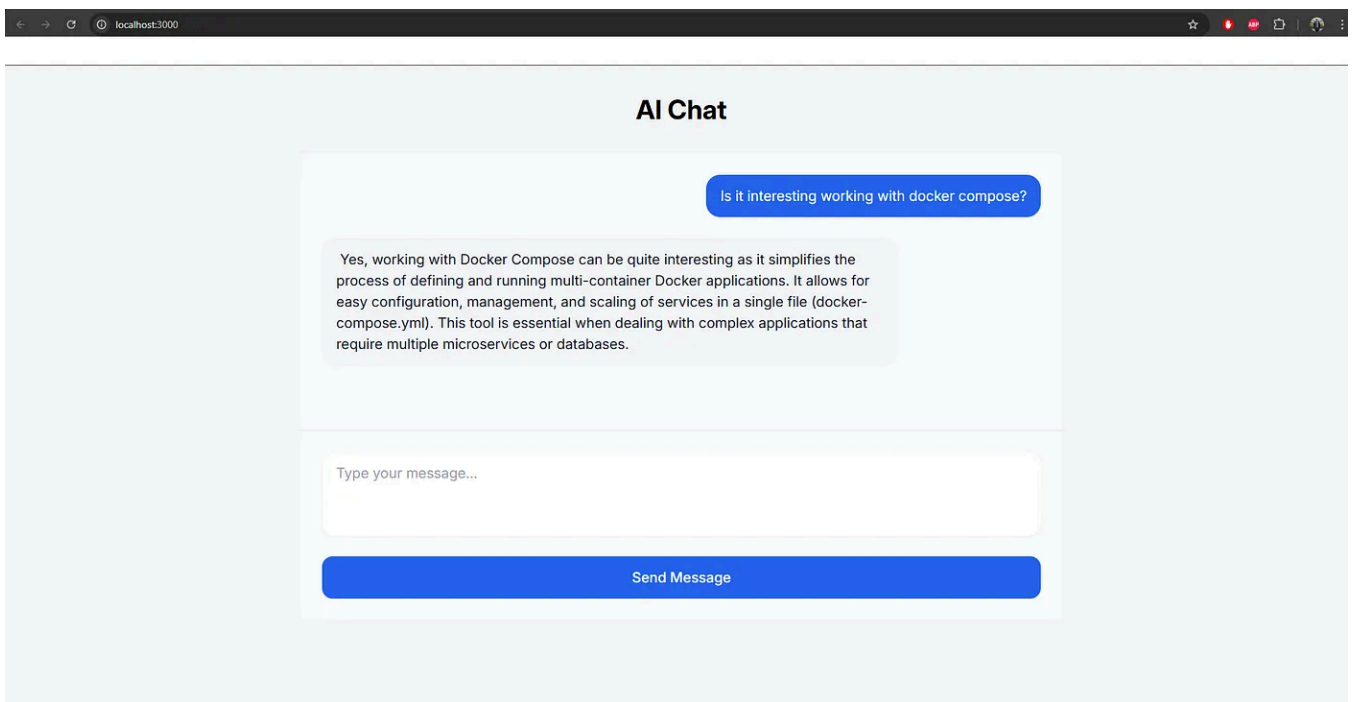 localhost:3000
ABP
AI Chat
Is it interesting working with docker compose?
Yes, working with Docker Compose can be quite interesting as it simplifies the
process of defining and running multi-container Docker applications. It allows for
easy configuration, management, and scaling of services in a single file (docker-
compose.yml). This tool is essential when dealing with complex applications that
require multiple microservices or databases.
Type your message...
Send Message